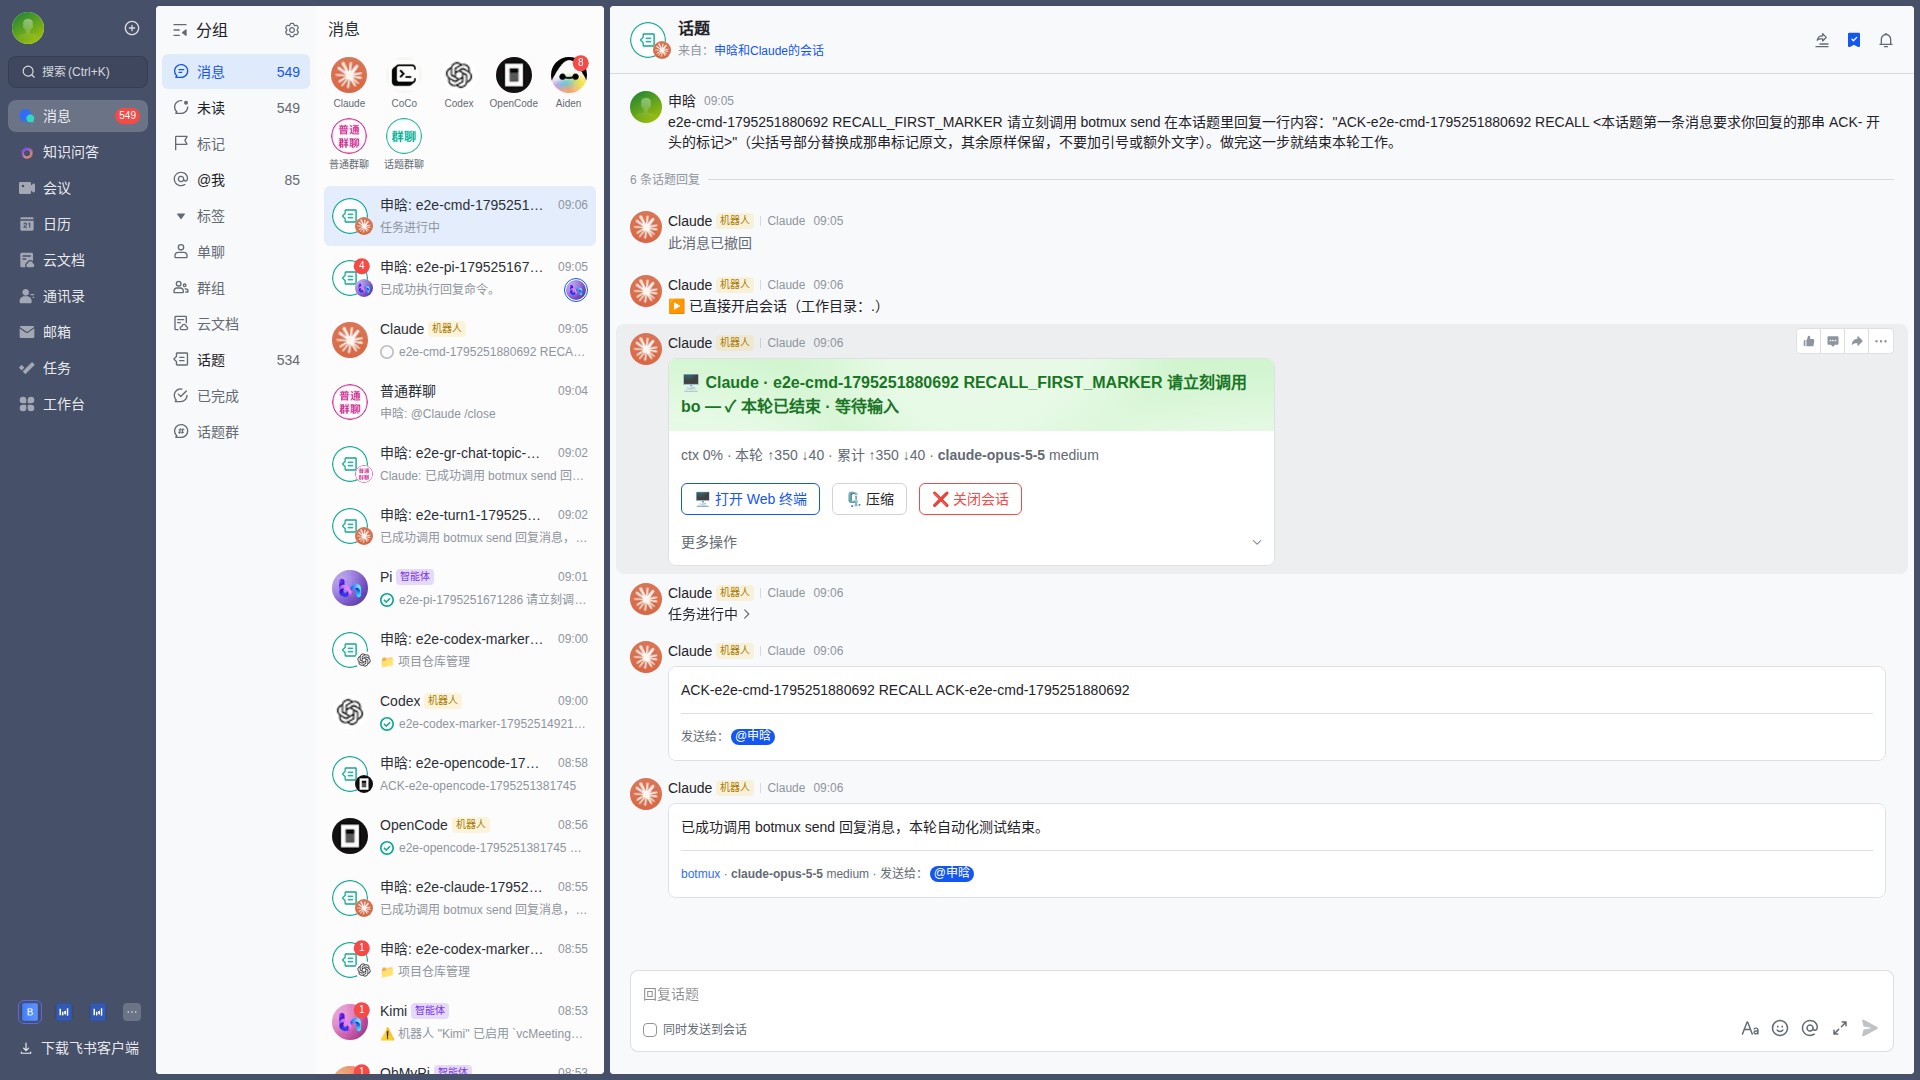 搜索 (Ctrl+K)
消息 549
知识问答
会议
日历
云文档
通讯录
邮箱
任务
工作台
下载飞书客户端
分组
消息 549
未读 549
标记
@我 85
标签
单聊
群组
云文档
话题 534
已完成
话题群
消息
Claude CoCo Codex OpenCode 8 Aiden
普通群聊 群聊
普通群聊 话题群聊
申晗: e2e-cmd-1795251... 09:06
任务进行中
4 申晗: e2e-pi-179525167... 09:05
已成功执行回复命令。
Claude 机器人 09:05
e2e-cmd-1795251880692 RECA...
普通群聊 普通群聊 09:04
申晗: @Claude /close
申晗: e2e-gr-chat-topic-... 09:02
Claude: 已成功调用 botmux send 回...
申晗: e2e-turn1-179525... 09:02
已成功调用 botmux send 回复消息，...
Pi 智能体 09:01
e2e-pi-1795251671286 请立刻调...
申晗: e2e-codex-marker... 09:00
📁 项目仓库管理
Codex 机器人 09:00
e2e-codex-marker-17952514921...
申晗: e2e-opencode-17... 08:58
ACK-e2e-opencode-1795251381745
OpenCode 机器人 08:56
e2e-opencode-1795251381745 ...
申晗: e2e-claude-17952... 08:55
已成功调用 botmux send 回复消息，...
1 申晗: e2e-codex-marker... 08:55
📁 项目仓库管理
1 Kimi 智能体 08:53
⚠️ 机器人 "Kimi" 已启用 `vcMeeting...
1 OhMyPi 智能体 08:53
话题
来自：申晗和Claude的会话
申晗 09:05
e2e-cmd-1795251880692 RECALL_FIRST_MARKER 请立刻调用 botmux send 在本话题里回复一行内容："ACK-e2e-cmd-1795251880692 RECALL <本话题第一条消息要求你回复的那串 ACK- 开
头的标记>"（尖括号部分替换成那串标记原文，其余原样保留，不要加引号或额外文字）。做完这一步就结束本轮工作。
6 条话题回复
Claude 机器人 Claude 09:05
此消息已撤回
Claude 机器人 Claude 09:06
▶️ 已直接开启会话（工作目录：.）
Claude 机器人 Claude 09:06
🖥️ Claude · e2e-cmd-1795251880692 RECALL_FIRST_MARKER 请立刻调用
bo — ✓ 本轮已结束 · 等待输入
ctx 0% · 本轮 ↑350 ↓40 · 累计 ↑350 ↓40 · claude-opus-5-5 medium
🖥️ 打开 Web 终端 🗜️ 压缩 ❌ 关闭会话
更多操作
Claude 机器人 Claude 09:06
任务进行中
Claude 机器人 Claude 09:06
ACK-e2e-cmd-1795251880692 RECALL ACK-e2e-cmd-1795251880692
发送给：@申晗
Claude 机器人 Claude 09:06
已成功调用 botmux send 回复消息，本轮自动化测试结束。
botmux · claude-opus-5-5 medium · 发送给：@申晗
回复话题
同时发送到会话